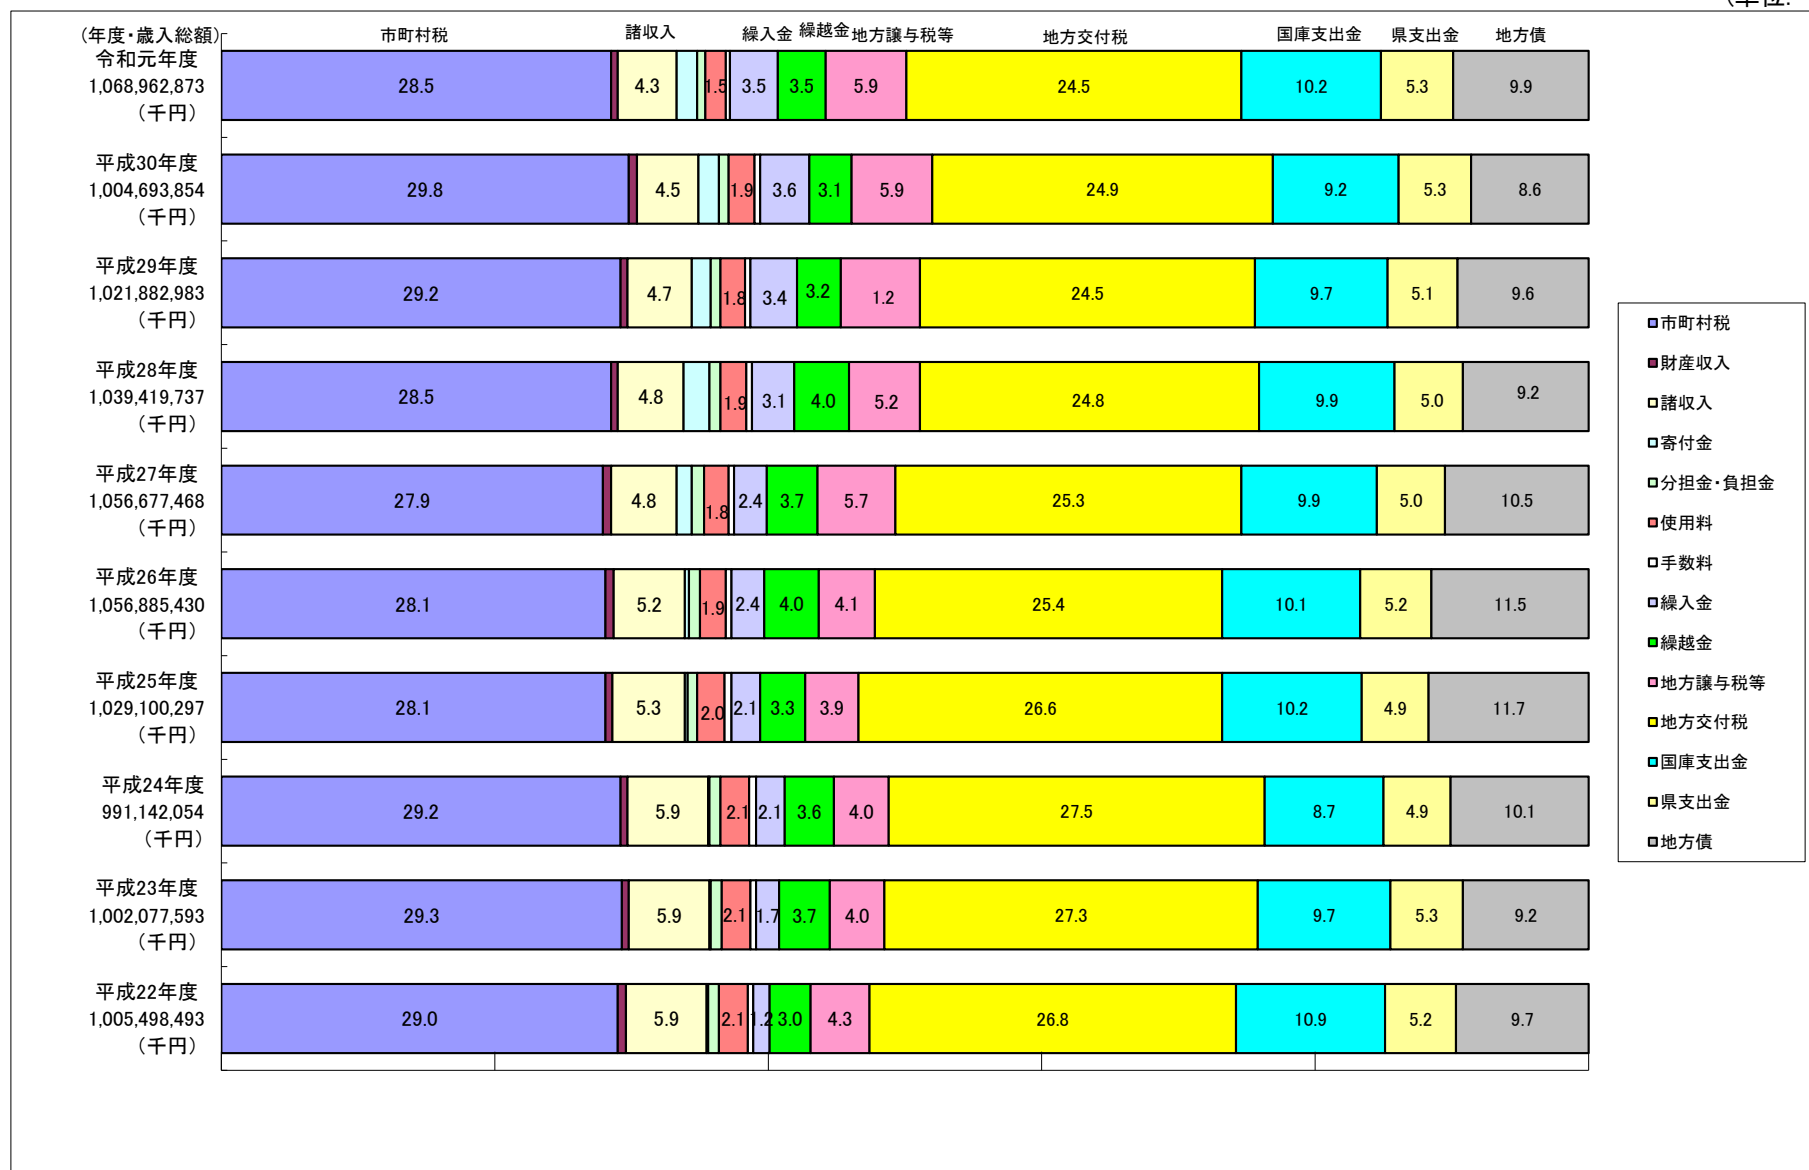 （単位:
（年度・歳入総額）
市町村税
諸収入
繰入金
繰越金
地方譲与税等
地方交付税
国庫支出金
県支出金
地方債
令和元年度
1,068,962,873
（千円）
28.5
4.3
1.5
3.5
3.5
5.9
24.5
10.2
5.3
9.9
平成30年度
1,004,693,854
（千円）
29.8
4.5
1.9
3.6
3.1
5.9
24.9
9.2
5.3
8.6
平成29年度
1,021,882,983
（千円）
29.2
4.7
1.8
3.4
3.2
1.2
24.5
9.7
5.1
9.6
平成28年度
1,039,419,737
（千円）
28.5
4.8
1.9
3.1
4.0
5.2
24.8
9.9
5.0
9.2
平成27年度
1,056,677,468
（千円）
27.9
4.8
1.8
2.4
3.7
5.7
25.3
9.9
5.0
10.5
平成26年度
1,056,885,430
（千円）
28.1
5.2
1.9
2.4
4.0
4.1
25.4
10.1
5.2
11.5
平成25年度
1,029,100,297
（千円）
28.1
5.3
2.0
2.1
3.3
3.9
26.6
10.2
4.9
11.7
平成24年度
991,142,054
（千円）
29.2
5.9
2.1
2.1
3.6
4.0
27.5
8.7
4.9
10.1
平成23年度
1,002,077,593
（千円）
29.3
5.9
2.1
1.7
3.7
4.0
27.3
9.7
5.3
9.2
平成22年度
1,005,498,493
（千円）
29.0
5.9
2.1
1.2
3.0
4.3
26.8
10.9
5.2
9.7
市町村税
財産収入
諸収入
寄付金
分担金・負担金
使用料
手数料
繰入金
繰越金
地方譲与税等
地方交付税
国庫支出金
県支出金
地方債